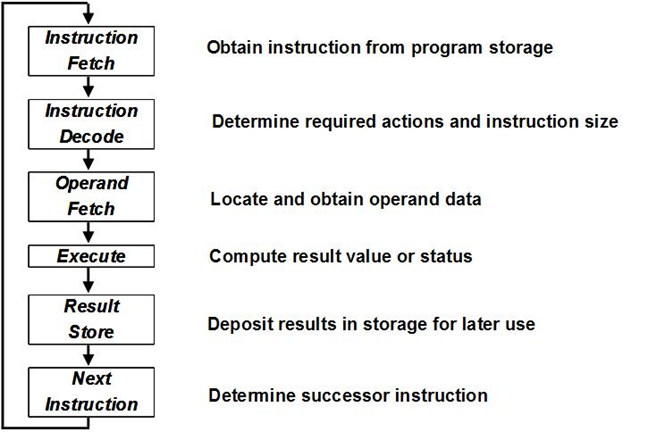 Instruction
Fetch
Obtain instruction from program storage
Instruction
Decode
Determine required actions and instruction size
Operand
Fetch
Locate and obtain operand data
Execute
Compute result value or status
Result
Store
Deposit results in storage for later use
Next
Instruction
Determine successor instruction